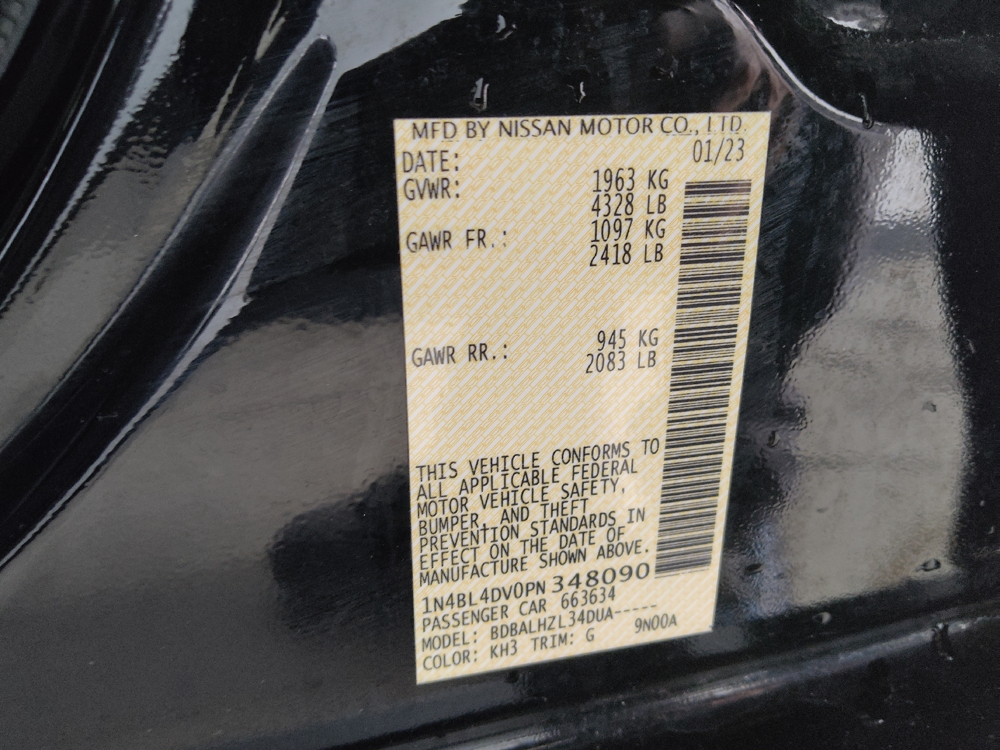 MFD BY NISSAN MOTOR CO., LTD.
DATE: 01/23
GVWR: 1963 KG
4328 LB
GAWR FR.: 1097 KG
2418 LB
GAWR RR.: 945 KG
2083 LB
THIS VEHICLE CONFORMS TO
ALL APPLICABLE FEDERAL
MOTOR VEHICLE SAFETY,
BUMPER, AND THEFT
PREVENTION STANDARDS IN
EFFECT ON THE DATE OF
MANUFACTURE SHOWN ABOVE.
1N4BL4DV0PN348090
PASSENGER CAR 663634
MODEL: BDBALHZL34DUA-----
COLOR: KH3 TRIM: G 9N00A